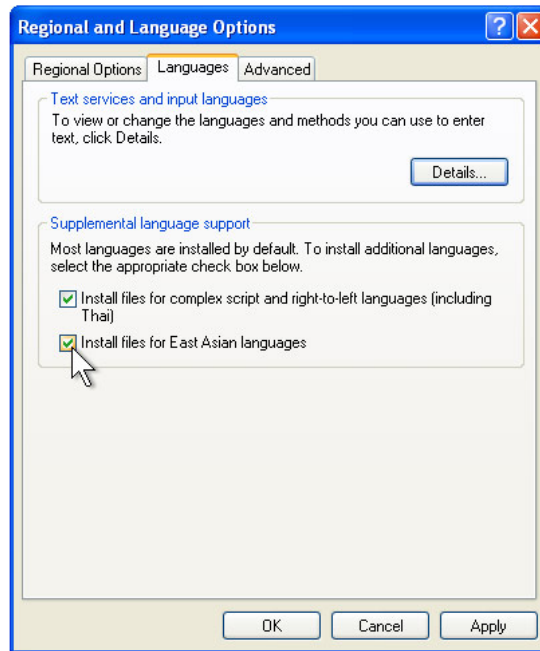 Regional and Language Options
Regional Options Languages Advanced
Text services and input languages
To view or change the languages and methods you can use to enter
text, click Details.
Details...
Supplemental language support
Most languages are installed by default. To install additional languages,
select the appropriate check box below.
Install files for complex script and right-to-left languages (including
Thai)
Install files for East Asian languages
OK Cancel Apply